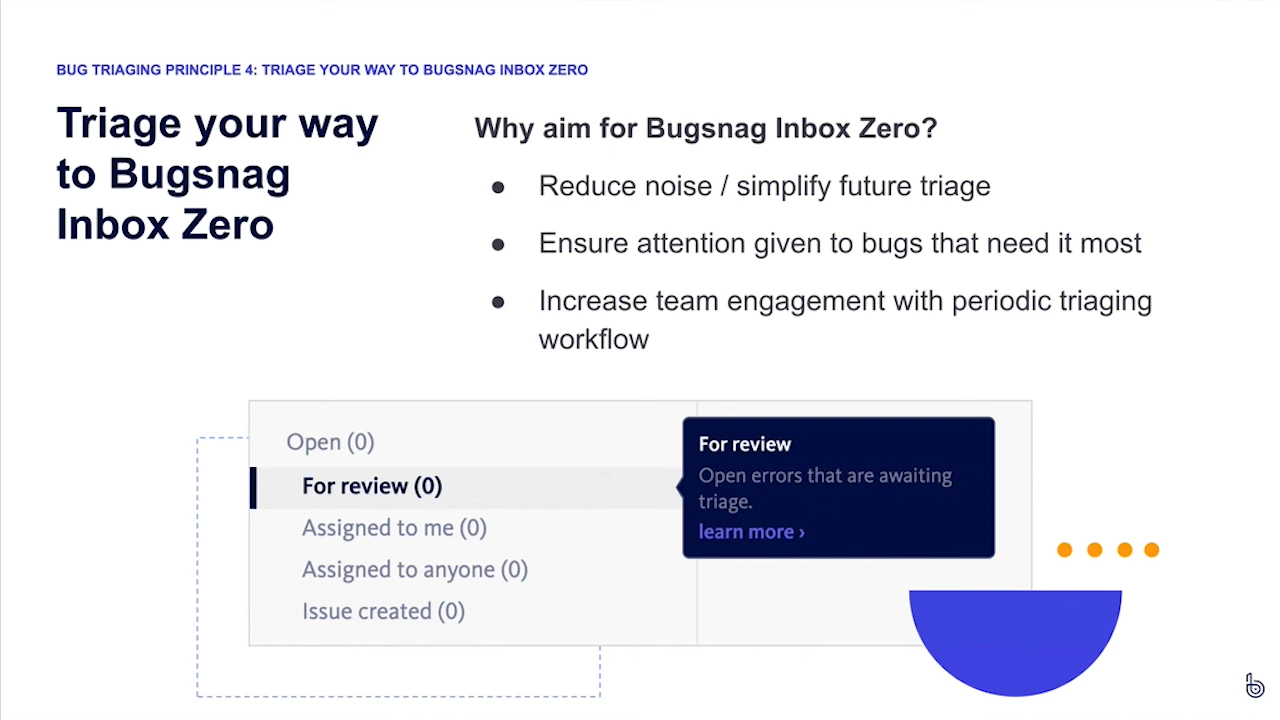 BUG TRIAGING PRINCIPLE 4: TRIAGE YOUR WAY TO BUGSNAG INBOX ZERO
Triage your way
to Bugsnag
Inbox Zero
Why aim for Bugsnag Inbox Zero?
● Reduce noise / simplify future triage
● Ensure attention given to bugs that need it most
● Increase team engagement with periodic triaging
workflow
Open (0)
For review (0)
Assigned to me (0)
Assigned to anyone (0)
Issue created (0)
For review
Open errors that are awaiting
triage.
learn more ›